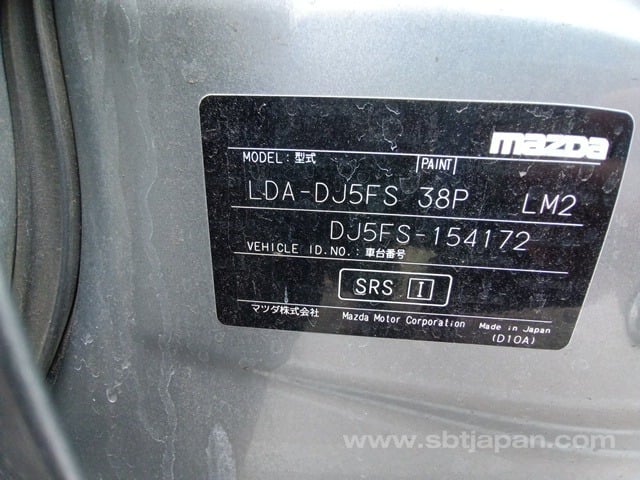 mazda
MODEL : 型式 PAINT
LDA-DJ5FS 38P LM2
DJ5FS-154172
VEHICLE ID.NO.: 車台番号
SRS I
マツダ株式会社 Mazda Motor Corporation Made in Japan
(D10A)
www.sbtjapan.com